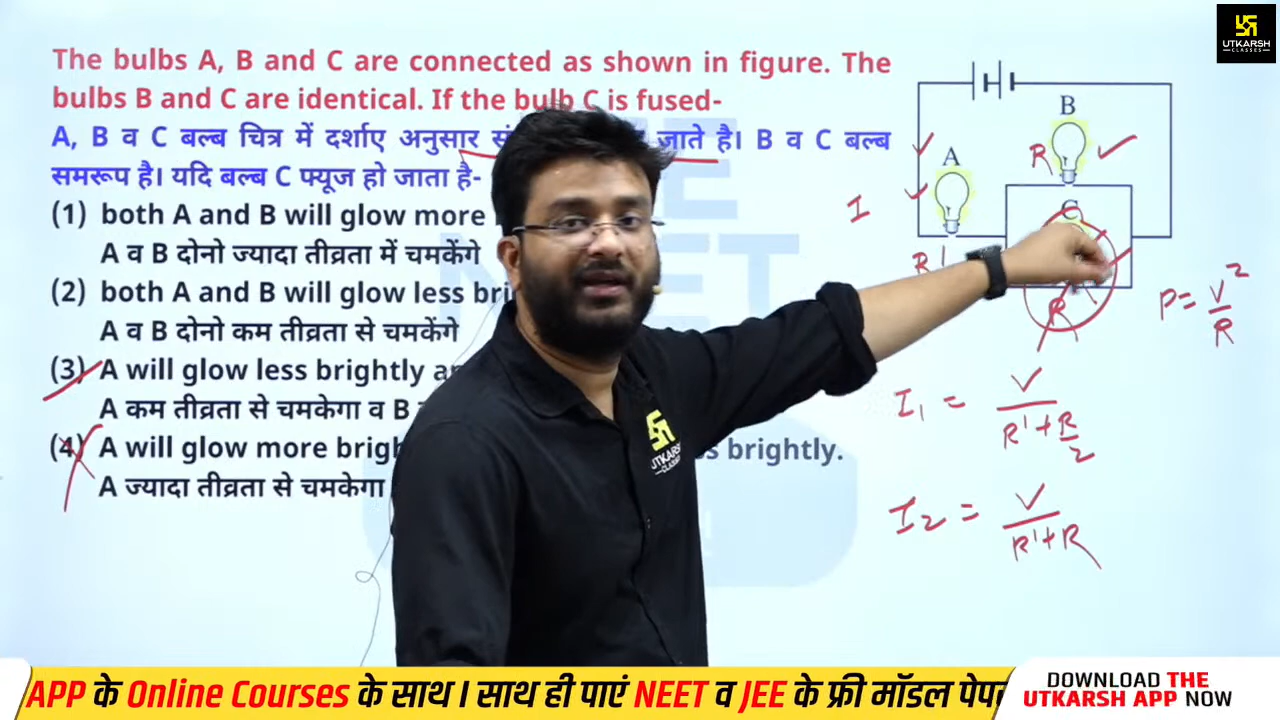 UTKARSH
CLASSES
The bulbs A, B and C are connected as shown in figure. The
bulbs B and C are identical. If the bulb C is fused-
A, B व C बल्ब चित्र में दर्शाए अनुसार जाते है। B व C बल्ब
समरूप है। यदि बल्ब C फ्यूज हो जाता है-
(1) both A and B will glow more
A व B दोनो ज्यादा तीव्रता में चमकेंगे
(2) both A and B will glow less
A व B दोनो कम तीव्रता से चमकेंगे
(3) A will glow less brightly
A कम तीव्रता से चमकेगा व B
(4) A will glow more brightly.
A ज्यादा तीव्रता से चमकेगा
B
R
A
C
I
R'
R
P = V²/R
I₁ = V/(R' + R/2)
I₂ = V/(R' + R)
UTKARSH
CLASSES
APP के Online Courses के साथ । साथ ही पाएं NEET व JEE के फ्री मॉडल
DOWNLOAD THE
UTKARSH APP NOW